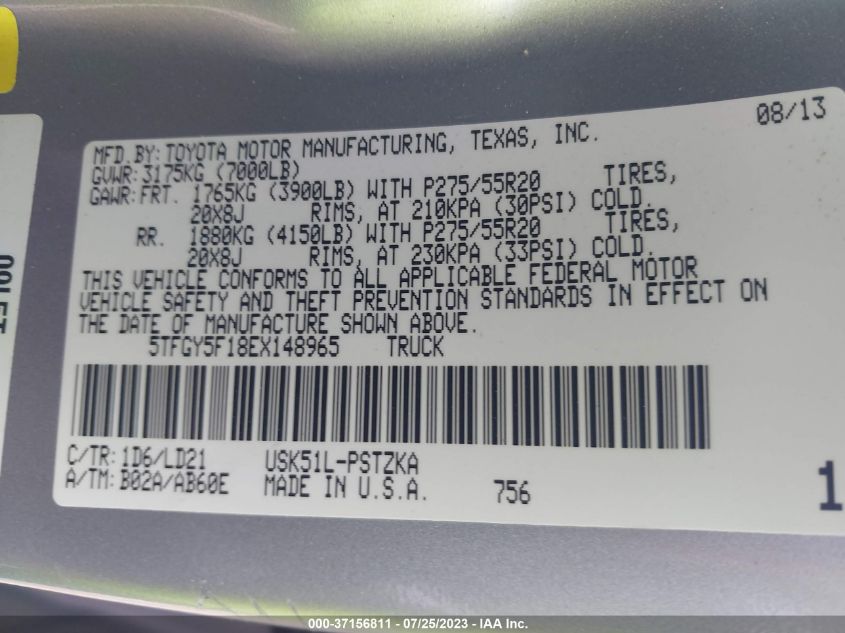 08/13
MFD.BY:TOYOTA MOTOR MANUFACTURING, TEXAS, INC.
GVWR:3175KG (7000LB)
GAWR:FRT. 1765KG (3900LB) WITH P275/55R20 TIRES,
20X8J RIMS, AT 210KPA (30PSI) COLD.
RR. 1880KG (4150LB) WITH P275/55R20 TIRES,
20X8J RIMS, AT 230KPA (33PSI) COLD.
THIS VEHICLE CONFORMS TO ALL APPLICABLE FEDERAL MOTOR
VEHICLE SAFETY AND THEFT PREVENTION STANDARDS IN EFFECT ON
THE DATE OF MANUFACTURE SHOWN ABOVE.
5TFGY5F18EX148965 TRUCK
C/TR:1D6/LD21 USK51L-PSTZKA
A/TM:B02A/AB60E MADE IN U.S.A. 756
1
000-37156811 - 07/25/2023 - IAA Inc.